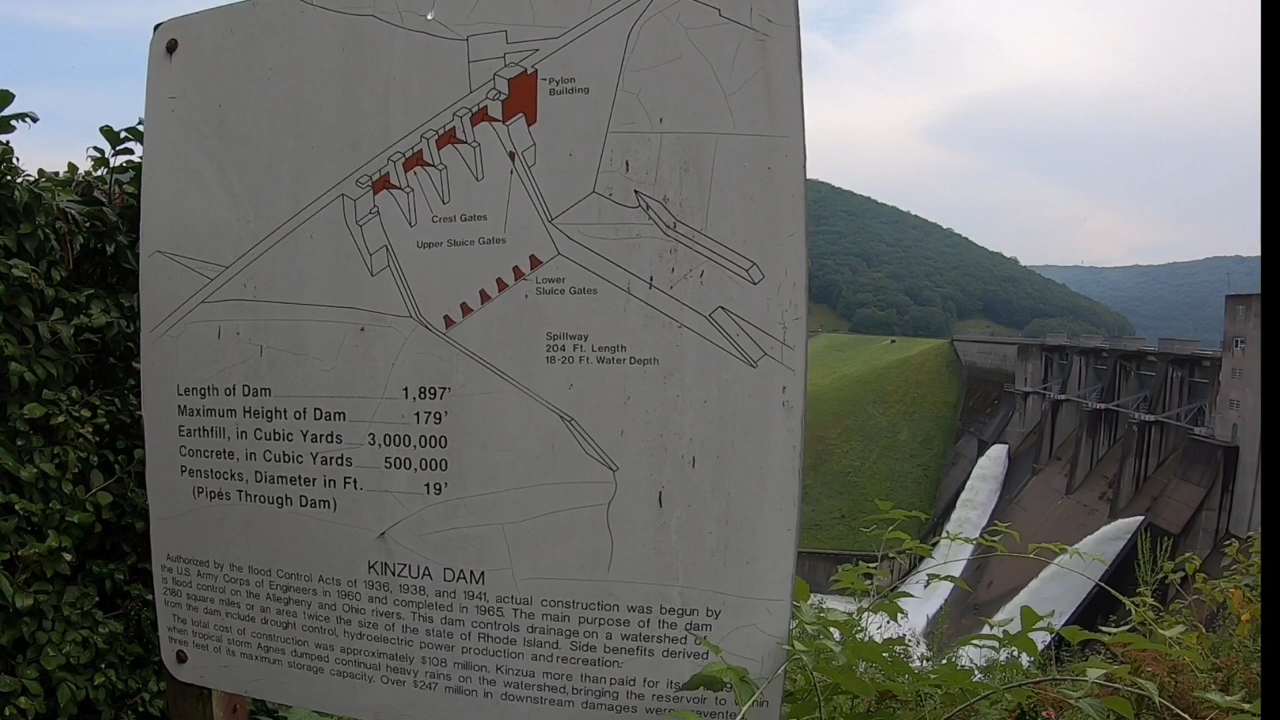 Pylon
Building
Crest Gates
Upper Sluice Gates
Lower
Sluice Gates
Spillway
204 Ft. Length
18-20 Ft. Water Depth
Length of Dam 1,897'
Maximum Height of Dam 179'
Earthfill, in Cubic Yards 3,000,000
Concrete, in Cubic Yards 500,000
Penstocks, Diameter in Ft. 19'
(Pipes Through Dam)
KINZUA DAM
Authorized by the flood Control Acts of 1936, 1938, and 1941, actual construction was begun by
the U.S. Army Corps of Engineers in 1960 and completed in 1965. The main purpose of the dam
is flood control on the Allegheny and Ohio rivers. This dam controls drainage on a watershed of
2180 square miles or an area twice the size of the state of Rhode Island. Side benefits derived
from the dam include drought control, hydroelectric power production and recreation.
The total cost of construction was approximately $108 million. Kinzua more than paid for
when tropical storm Agnes dumped continual heavy rains on the watershed, bringing the reservoir to within
three feet of its maximum storage capacity. Over $247 million in downstream damages were